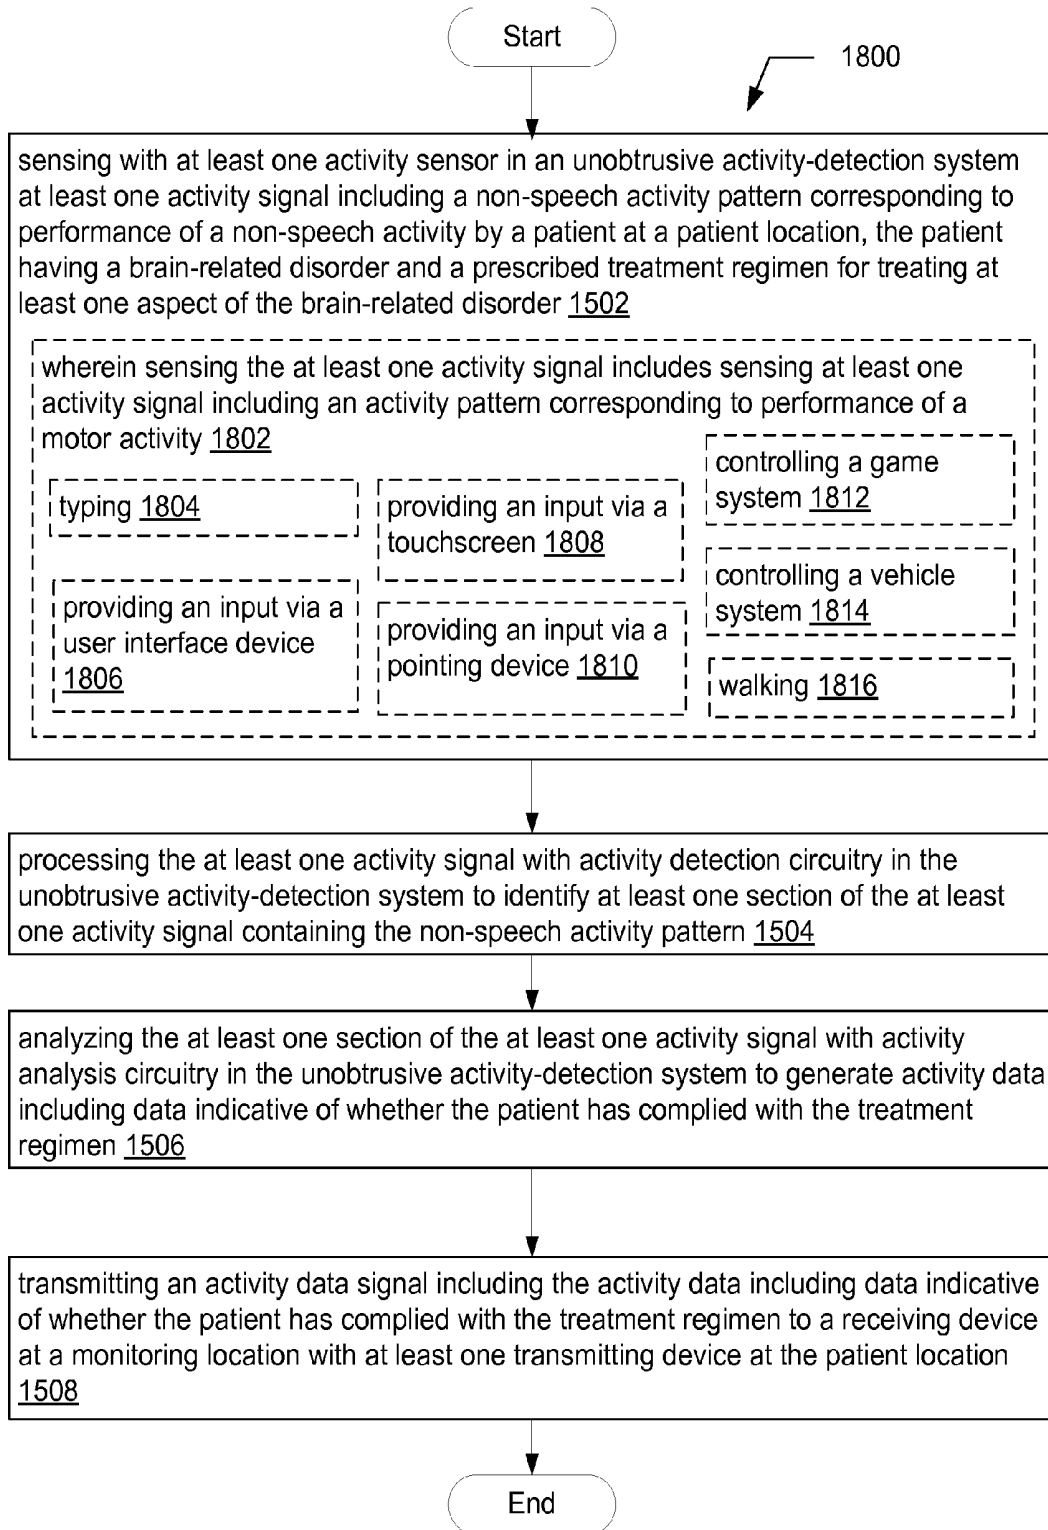 Start
1800
sensing with at least one activity sensor in an unobtrusive activity-detection system
at least one activity signal including a non-speech activity pattern corresponding to
performance of a non-speech activity by a patient at a patient location, the patient
having a brain-related disorder and a prescribed treatment regimen for treating at
least one aspect of the brain-related disorder 1502
wherein sensing the at least one activity signal includes sensing at least one
activity signal including an activity pattern corresponding to performance of a
motor activity 1802
typing 1804
providing an input via a
user interface device
1806
providing an input via a
touchscreen 1808
providing an input via a
pointing device 1810
controlling a game
system 1812
controlling a vehicle
system 1814
walking 1816
processing the at least one activity signal with activity detection circuitry in the
unobtrusive activity-detection system to identify at least one section of the at least
one activity signal containing the non-speech activity pattern 1504
analyzing the at least one section of the at least one activity signal with activity
analysis circuitry in the unobtrusive activity-detection system to generate activity data
including data indicative of whether the patient has complied with the treatment
regimen 1506
transmitting an activity data signal including the activity data including data indicative
of whether the patient has complied with the treatment regimen to a receiving device
at a monitoring location with at least one transmitting device at the patient location
1508
End